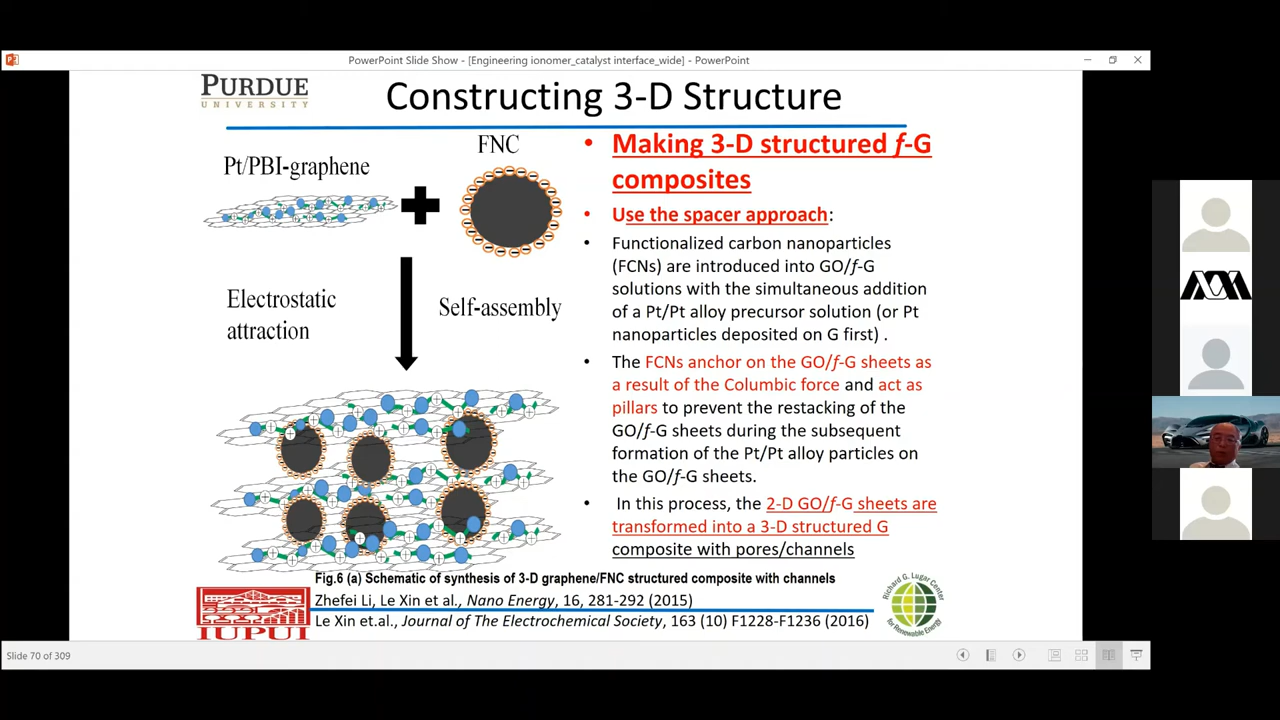 PowerPoint Slide Show - [Engineering ionomer_catalyst interface_wide] - PowerPoint
PURDUE
UNIVERSITY
Constructing 3-D Structure
Pt/PBI-graphene
FNC
Electrostatic
attraction
Self-assembly
• Making 3-D structured f-G
composites
• Use the spacer approach:
• Functionalized carbon nanoparticles
(FCNs) are introduced into GO/f-G
solutions with the simultaneous addition
of a Pt/Pt alloy precursor solution (or Pt
nanoparticles deposited on G first) .
• The FCNs anchor on the GO/f-G sheets as
a result of the Columbic force and act as
pillars to prevent the restacking of the
GO/f-G sheets during the subsequent
formation of the Pt/Pt alloy particles on
the GO/f-G sheets.
• In this process, the 2-D GO/f-G sheets are
transformed into a 3-D structured G
composite with pores/channels
Fig.6 (a) Schematic of synthesis of 3-D graphene/FNC structured composite with channels
Zhefei Li, Le Xin et al., Nano Energy, 16, 281-292 (2015)
Le Xin et.al., Journal of The Electrochemical Society, 163 (10) F1228-F1236 (2016)
IUPUI
Richard G. Lugar Center
for Renewable Energy
Slide 70 of 309